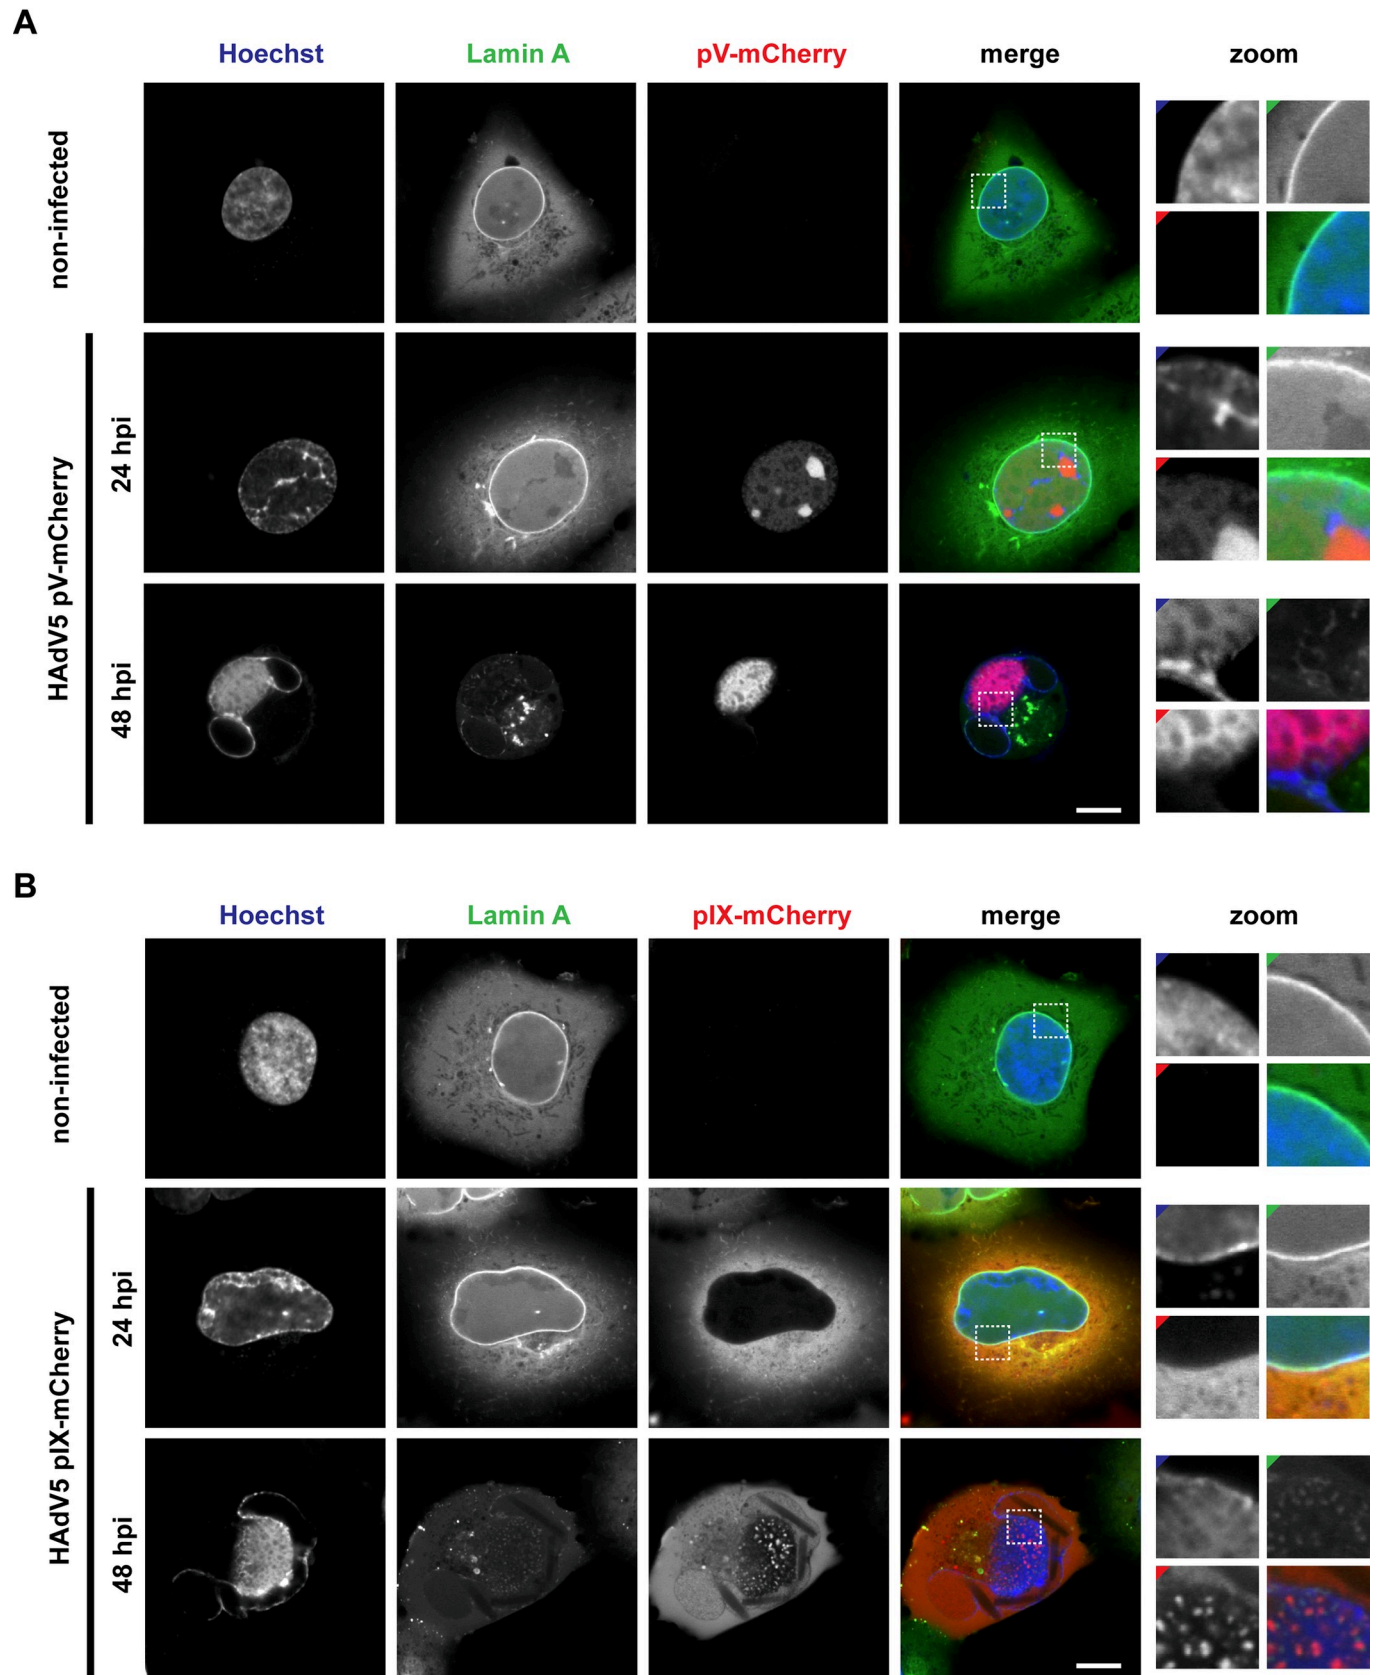 A
Hoechst Lamin A pV-mCherry merge zoom
non-infected
HAdV5 pV-mCherry
24 hpi
48 hpi
B
Hoechst Lamin A pIX-mCherry merge zoom
non-infected
HAdV5 pIX-mCherry
24 hpi
48 hpi